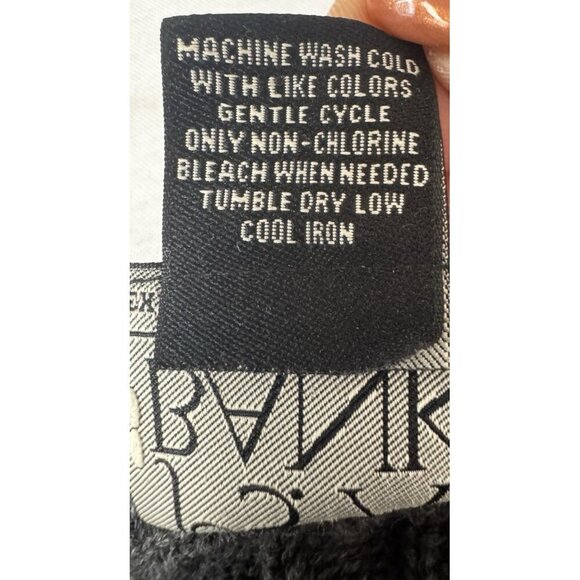 MACHINE WASH COLD
WITH LIKE COLORS
GENTLE CYCLE
ONLY NON-CHLORINE
BLEACH WHEN NEEDED
TUMBLE DRY LOW
COOL IRON
BANK